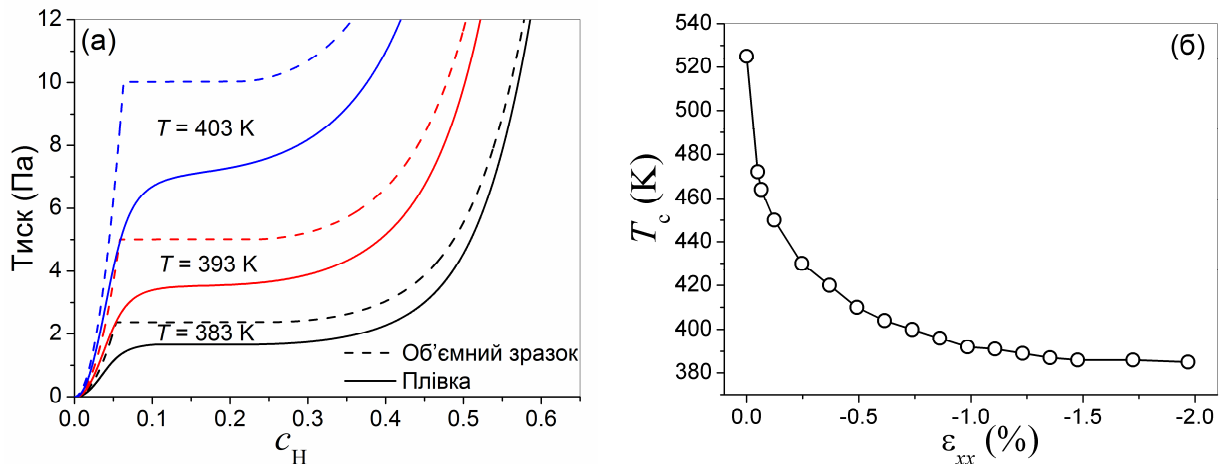 (а)
12
10
8
6
4
2
0
Тиск (Па)
T = 403 K
T = 393 K
T = 383 K
Об’ємний зразок
Плівка
0.0 0.1 0.2 0.3 0.4 0.5 0.6
cH
(б)
540
520
500
480
460
440
420
400
380
Tc (K)
0.0 -0.5 -1.0 -1.5 -2.0
εxx (%)